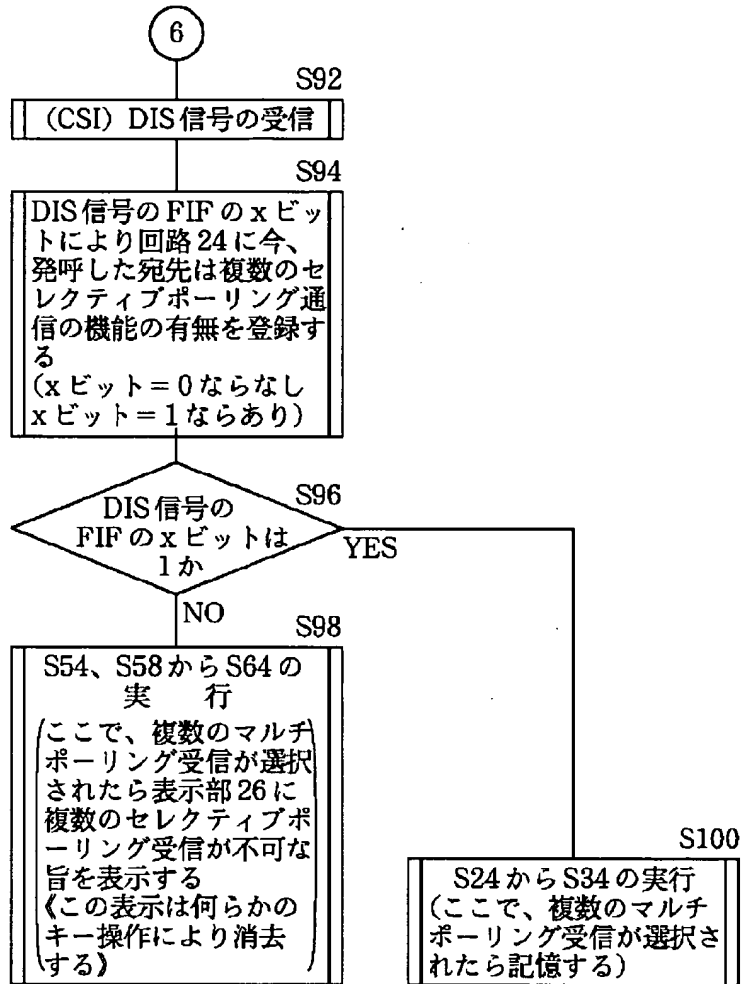 6
S92
(CSI) DIS信号の受信
S94
DIS信号のFIFのxビッ
トにより回路24に今、
発呼した宛先は複数のセ
レクティブポーリング通
信の機能の有無を登録す
る
(xビット=0ならなし
xビット=1ならあり)
S96
DIS信号の
FIFのxビットは
1か
YES
NO
S98
S54、S58からS64の
実 行
(ここで、複数のマルチ
ポーリング受信が選択
されたら表示部26に
複数のセレクティブポ
ーリング受信が不可な
旨を表示する
《この表示は何らかの
キー操作により消去
する》)
S100
S24からS34の実行
(ここで、複数のマルチ
ポーリング受信が選択さ
れたら記憶する)